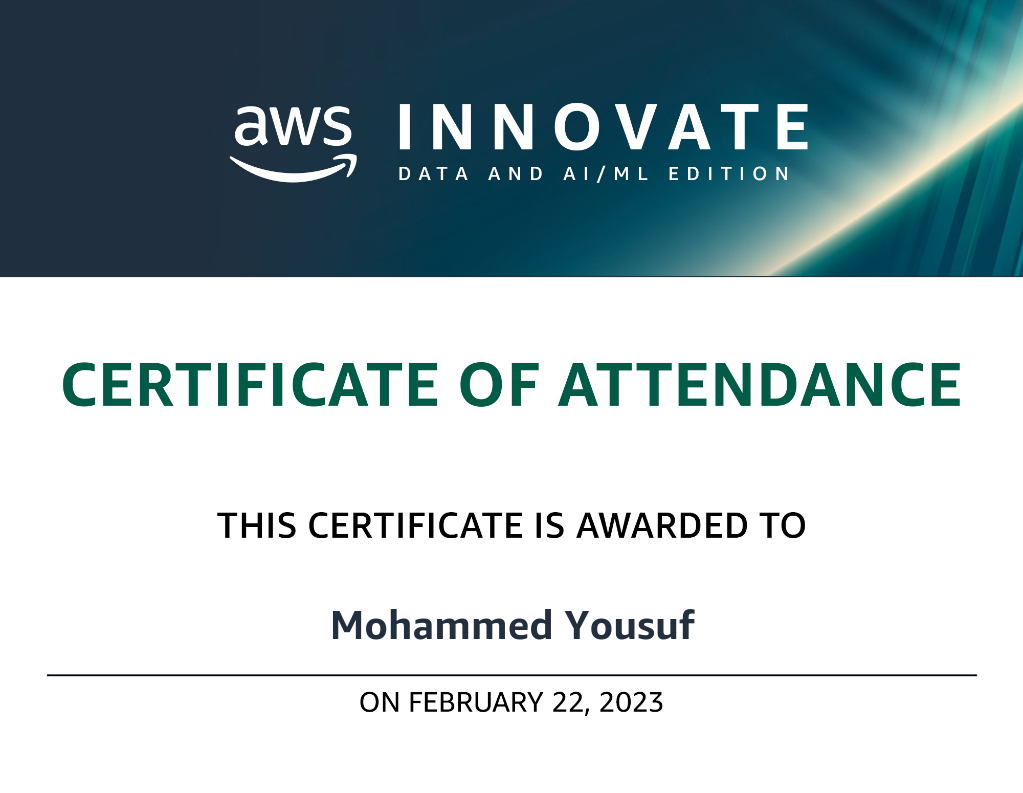 aws INNOVATE
DATA AND AI/ML EDITION
CERTIFICATE OF ATTENDANCE
THIS CERTIFICATE IS AWARDED TO
Mohammed Yousuf
ON FEBRUARY 22, 2023